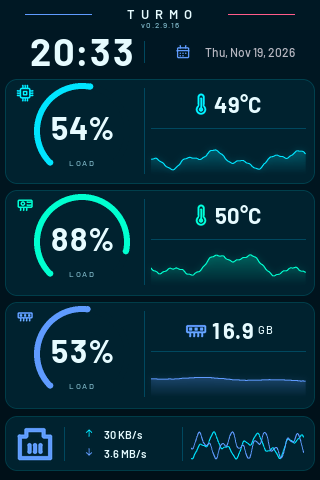 TURMO
v0.2.9.16
20:33
Thu, Nov 19, 2026
54%
LOAD
49°C
88%
LOAD
50°C
53%
LOAD
16.9 GB
↑ 30 KB/s
↓ 3.6 MB/s